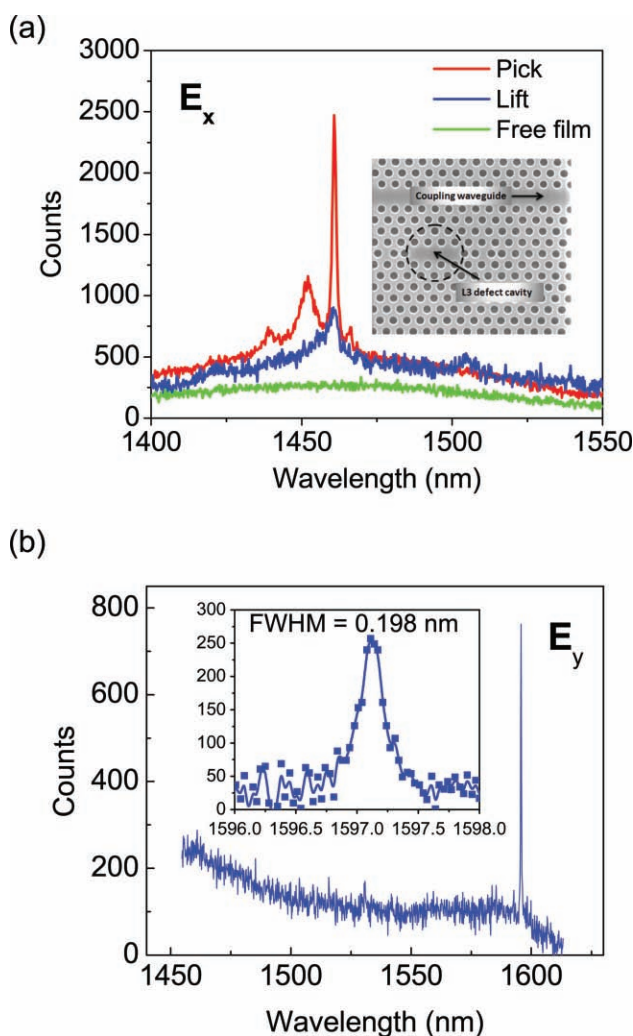 (a)
3000
2500
2000
1500
1000
500
0
Counts
E_x
Pick
Lift
Free film
Coupling waveguide
L3 defect cavity
1400 1450 1500 1550
Wavelength (nm)
(b)
800
600
400
200
0
Counts
E_y
300
250
200
150
100
50
0
FWHM = 0.198 nm
1596.0 1596.5 1597.0 1597.5 1598.0
1450 1500 1550 1600
Wavelength (nm)